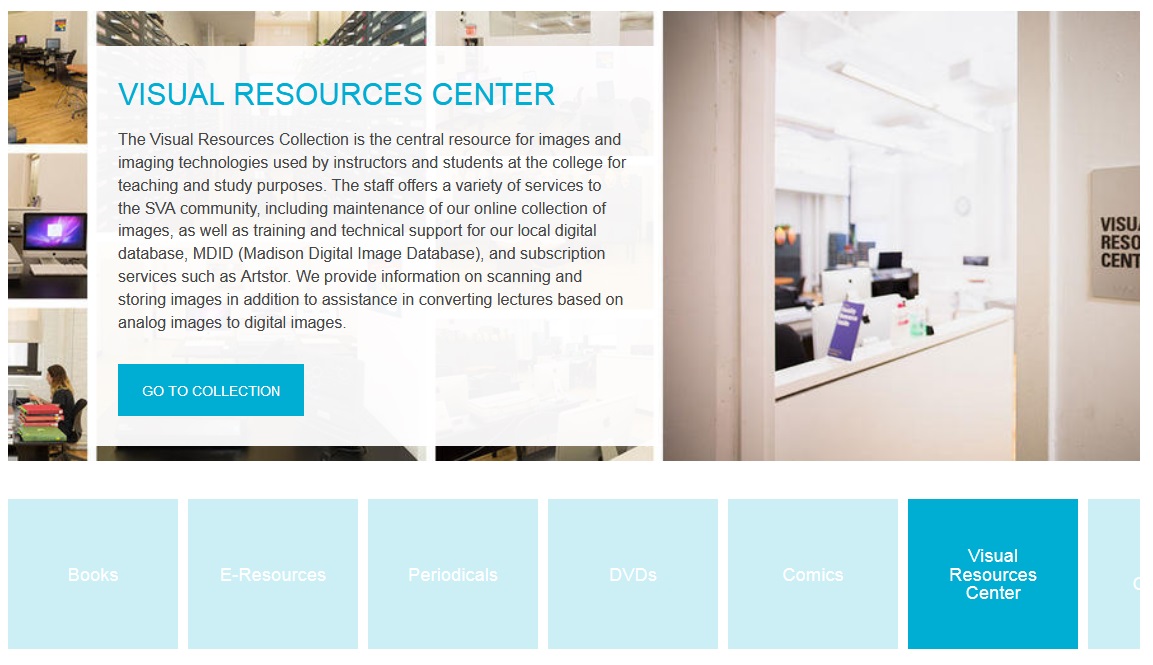 VISUAL RESOURCES CENTER
The Visual Resources Collection is the central resource for images and
imaging technologies used by instructors and students at the college for
teaching and study purposes. The staff offers a variety of services to
the SVA community, including maintenance of our online collection of
images, as well as training and technical support for our local digital
database, MDID (Madison Digital Image Database), and subscription
services such as Artstor. We provide information on scanning and
storing images in addition to assistance in converting lectures based on
analog images to digital images.
GO TO COLLECTION
VISUA
RESO
CENT
Books
E-Resources
Periodicals
DVDs
Comics
Visual
Resources
Center